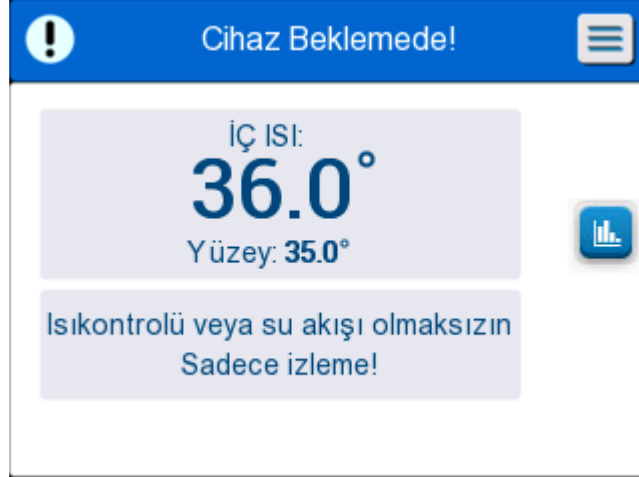 Cihaz Beklemede!
İÇ ISI:
36.0°
Yüzey: 35.0°
Isıkontrolü veya su akışı olmaksızın
Sadece izleme!